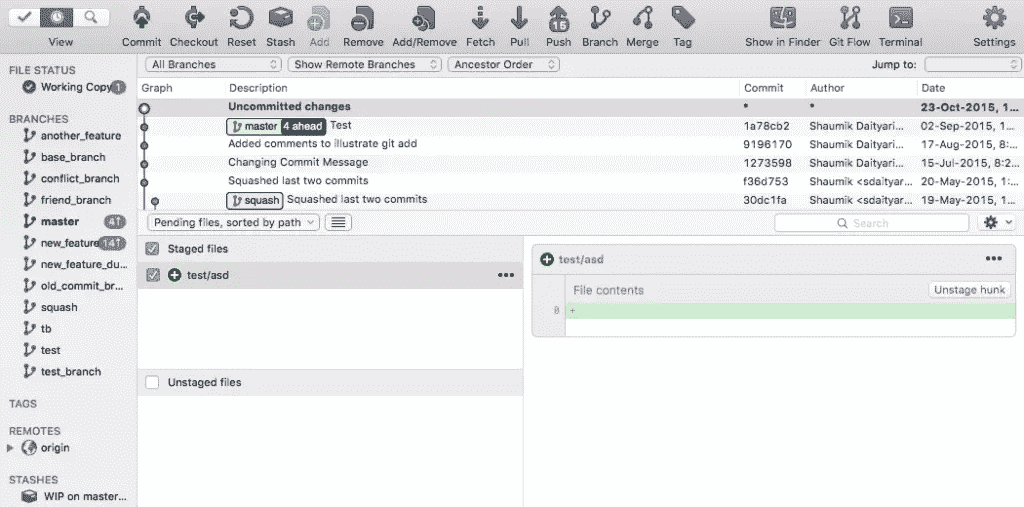 View Commit Checkout Reset Stash Add Remove Add/Remove Fetch Pull 15 Push Branch Merge Tag Show in Finder Git Flow Terminal Settings
FILE STATUS
Working Copy 1
BRANCHES
another_feature
base_branch
conflict_branch
friend_branch
master 4↑
new_feature 141↑
new_feature_du...
old_commit_br...
squash
tb
test
test_branch
TAGS
REMOTES
origin
STASHES
WIP on master...
All Branches Show Remote Branches Ancestor Order Jump to:
Graph Description Commit Author Date
Uncommitted changes * * 23-Oct-2015, 1...
master 4 ahead Test 1a78cb2 Shaumik Daityari... 02-Sep-2015, 1...
Added comments to illustrate git add 9196170 Shaumik Daityari... 17-Aug-2015, 8:...
Changing Commit Message 1273598 Shaumik Daityari... 15-Jul-2015, 8:2...
Squashed last two commits f36d753 Shaumik <sdaityar... 20-May-2015, 1:...
squash Squashed last two commits 30dc1fa Shaumik <sdaityar... 19-May-2015, 1...
Pending files, sorted by path Search
Staged files
test/asd •••
Unstaged files
test/asd •••
File contents Unstage hunk
+